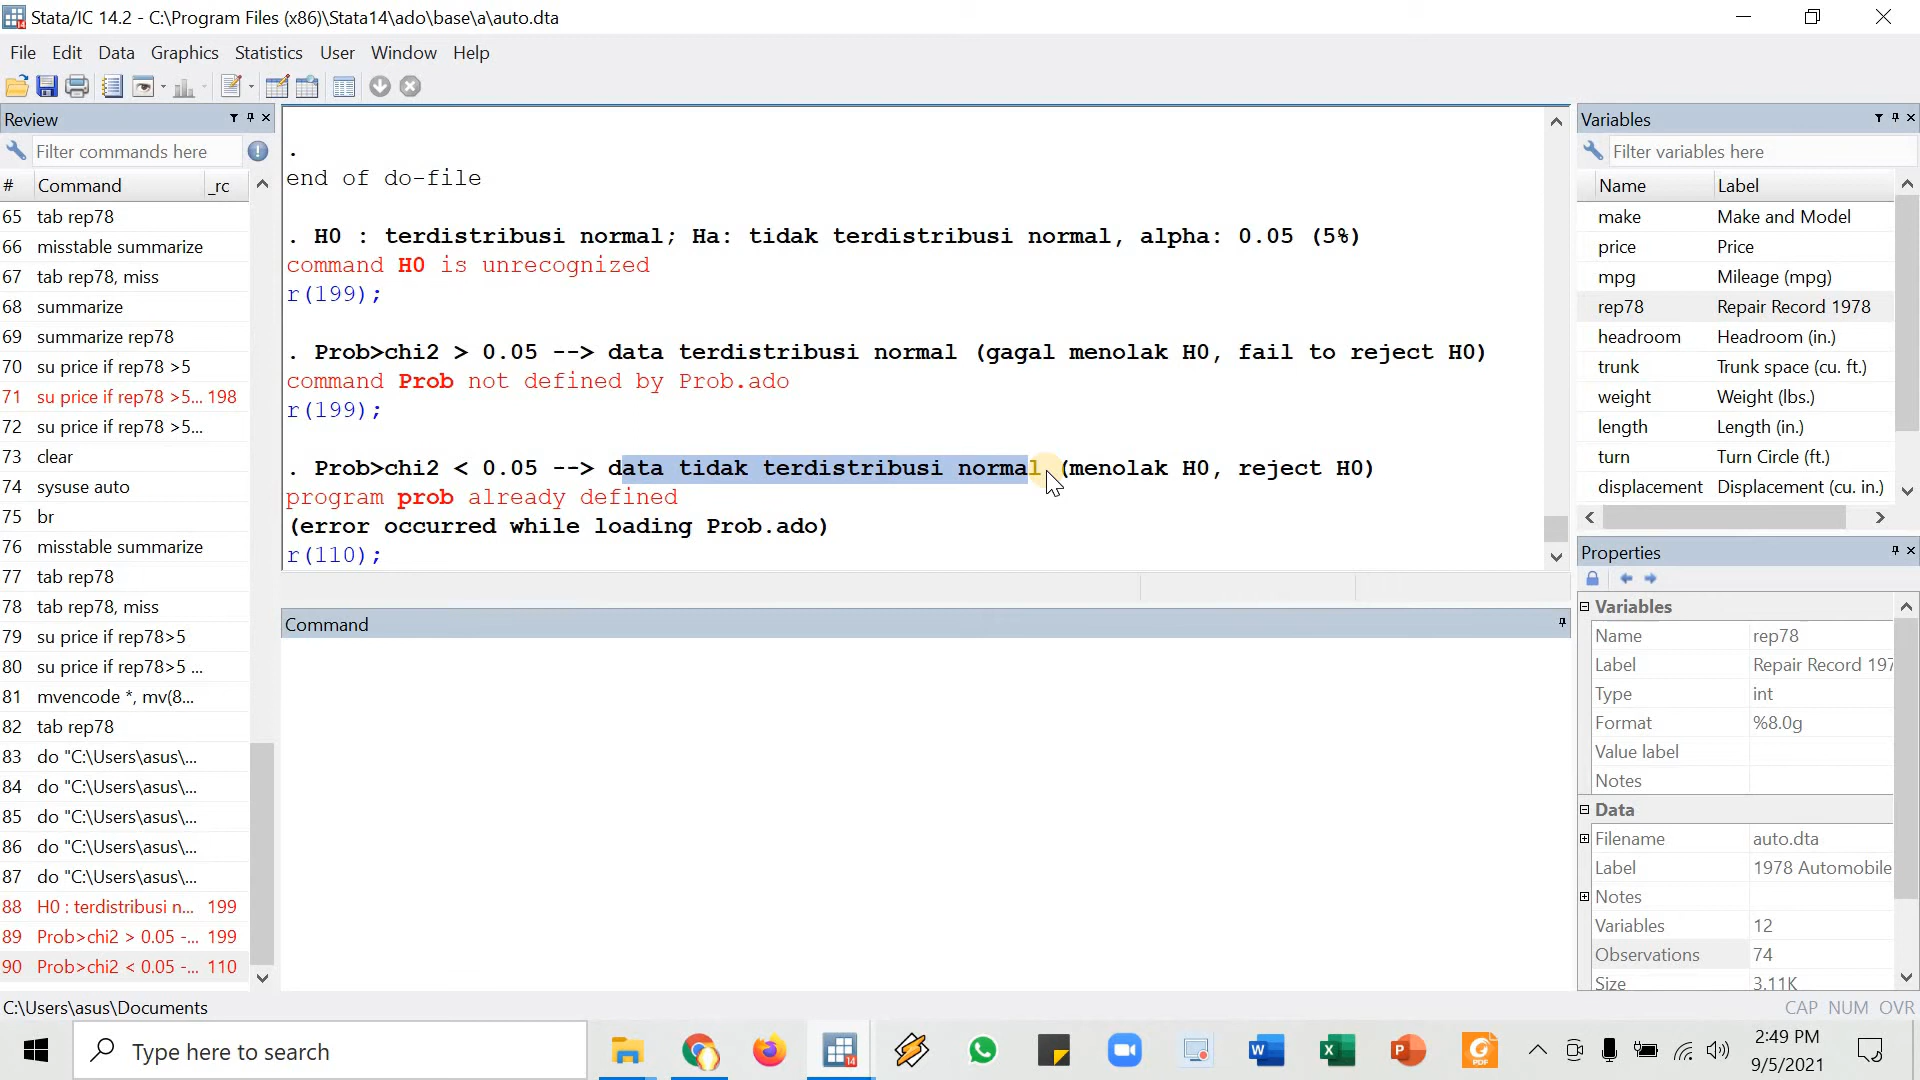 Stata/IC 14.2 - C:\Program Files (x86)\Stata14\ado\base\a\auto.dta
File Edit Data Graphics Statistics User Window Help
Review
Filter commands here
# Command _rc
65 tab rep78
66 misstable summarize
67 tab rep78, miss
68 summarize
69 summarize rep78
70 su price if rep78 >5
71 su price if rep78 >5... 198
72 su price if rep78 >5...
73 clear
74 sysuse auto
75 br
76 misstable summarize
77 tab rep78
78 tab rep78, miss
79 su price if rep78>5
80 su price if rep78>5 ...
81 mvencode *, mv(8...
82 tab rep78
83 do "C:\Users\asus\...
84 do "C:\Users\asus\...
85 do "C:\Users\asus\...
86 do "C:\Users\asus\...
87 do "C:\Users\asus\...
88 H0 : terdistribusi n... 199
89 Prob>chi2 > 0.05 -... 199
90 Prob>chi2 < 0.05 -... 110
.
end of do-file
. H0 : terdistribusi normal; Ha: tidak terdistribusi normal, alpha: 0.05 (5%)
command H0 is unrecognized
r(199);
. Prob>chi2 > 0.05 --> data terdistribusi normal (gagal menolak H0, fail to reject H0)
command Prob not defined by Prob.ado
r(199);
. Prob>chi2 < 0.05 --> data tidak terdistribusi normal (menolak H0, reject H0)
program prob already defined
(error occurred while loading Prob.ado)
r(110);
Command
Variables
Filter variables here
Name Label
make Make and Model
price Price
mpg Mileage (mpg)
rep78 Repair Record 1978
headroom Headroom (in.)
trunk Trunk space (cu. ft.)
weight Weight (lbs.)
length Length (in.)
turn Turn Circle (ft.)
displacement Displacement (cu. in.)
Properties
Variables
Name rep78
Label Repair Record 197
Type int
Format %8.0g
Value label
Notes
Data
Filename auto.dta
Label 1978 Automobile
Notes
Variables 12
Observations 74
Size 3.11K
C:\Users\asus\Documents
CAP NUM OVR
Type here to search
14
W
X
P
PDF
2:49 PM
9/5/2021